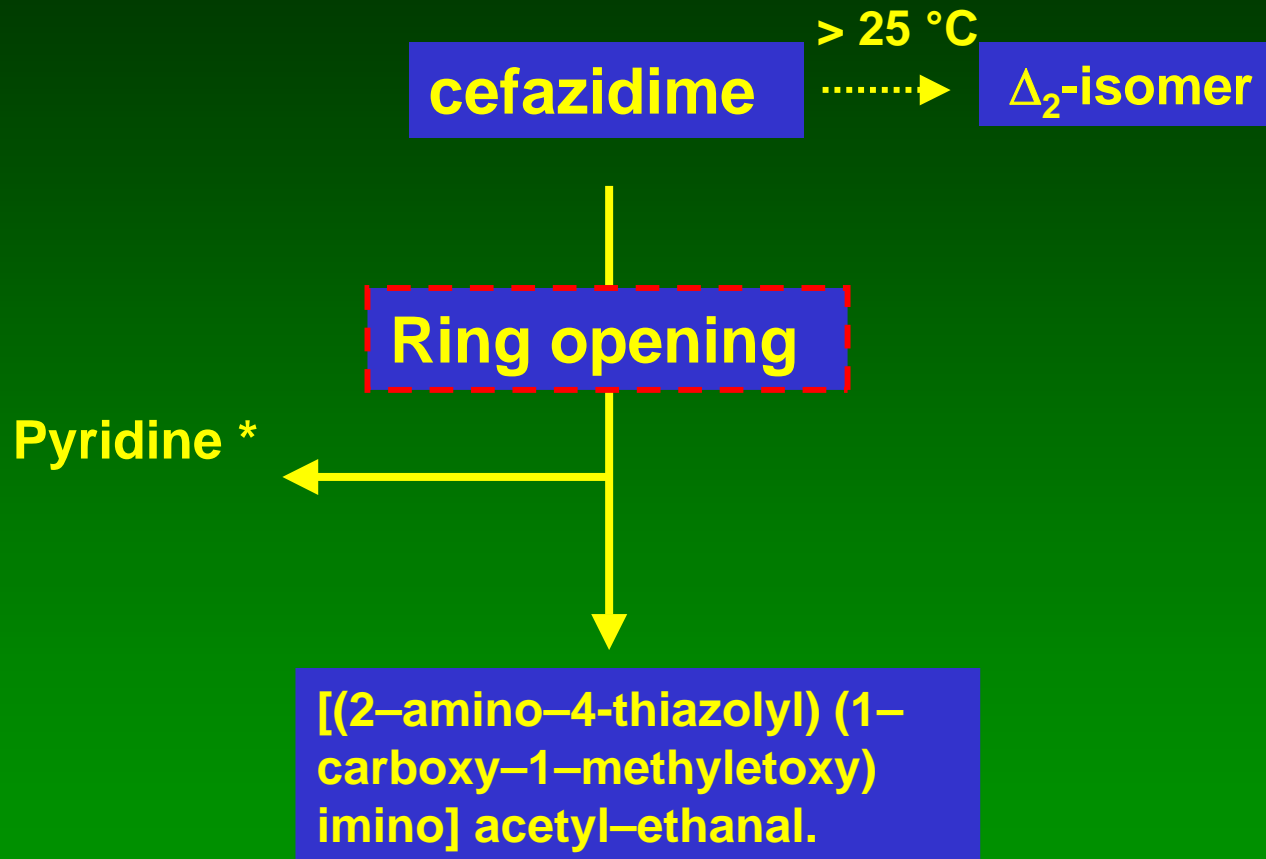 > 25 °C
cefazidime
Δ₂-isomer
Ring opening
Pyridine *
[(2–amino–4-thiazolyl) (1–
carboxy–1–methyletoxy)
imino] acetyl–ethanal.